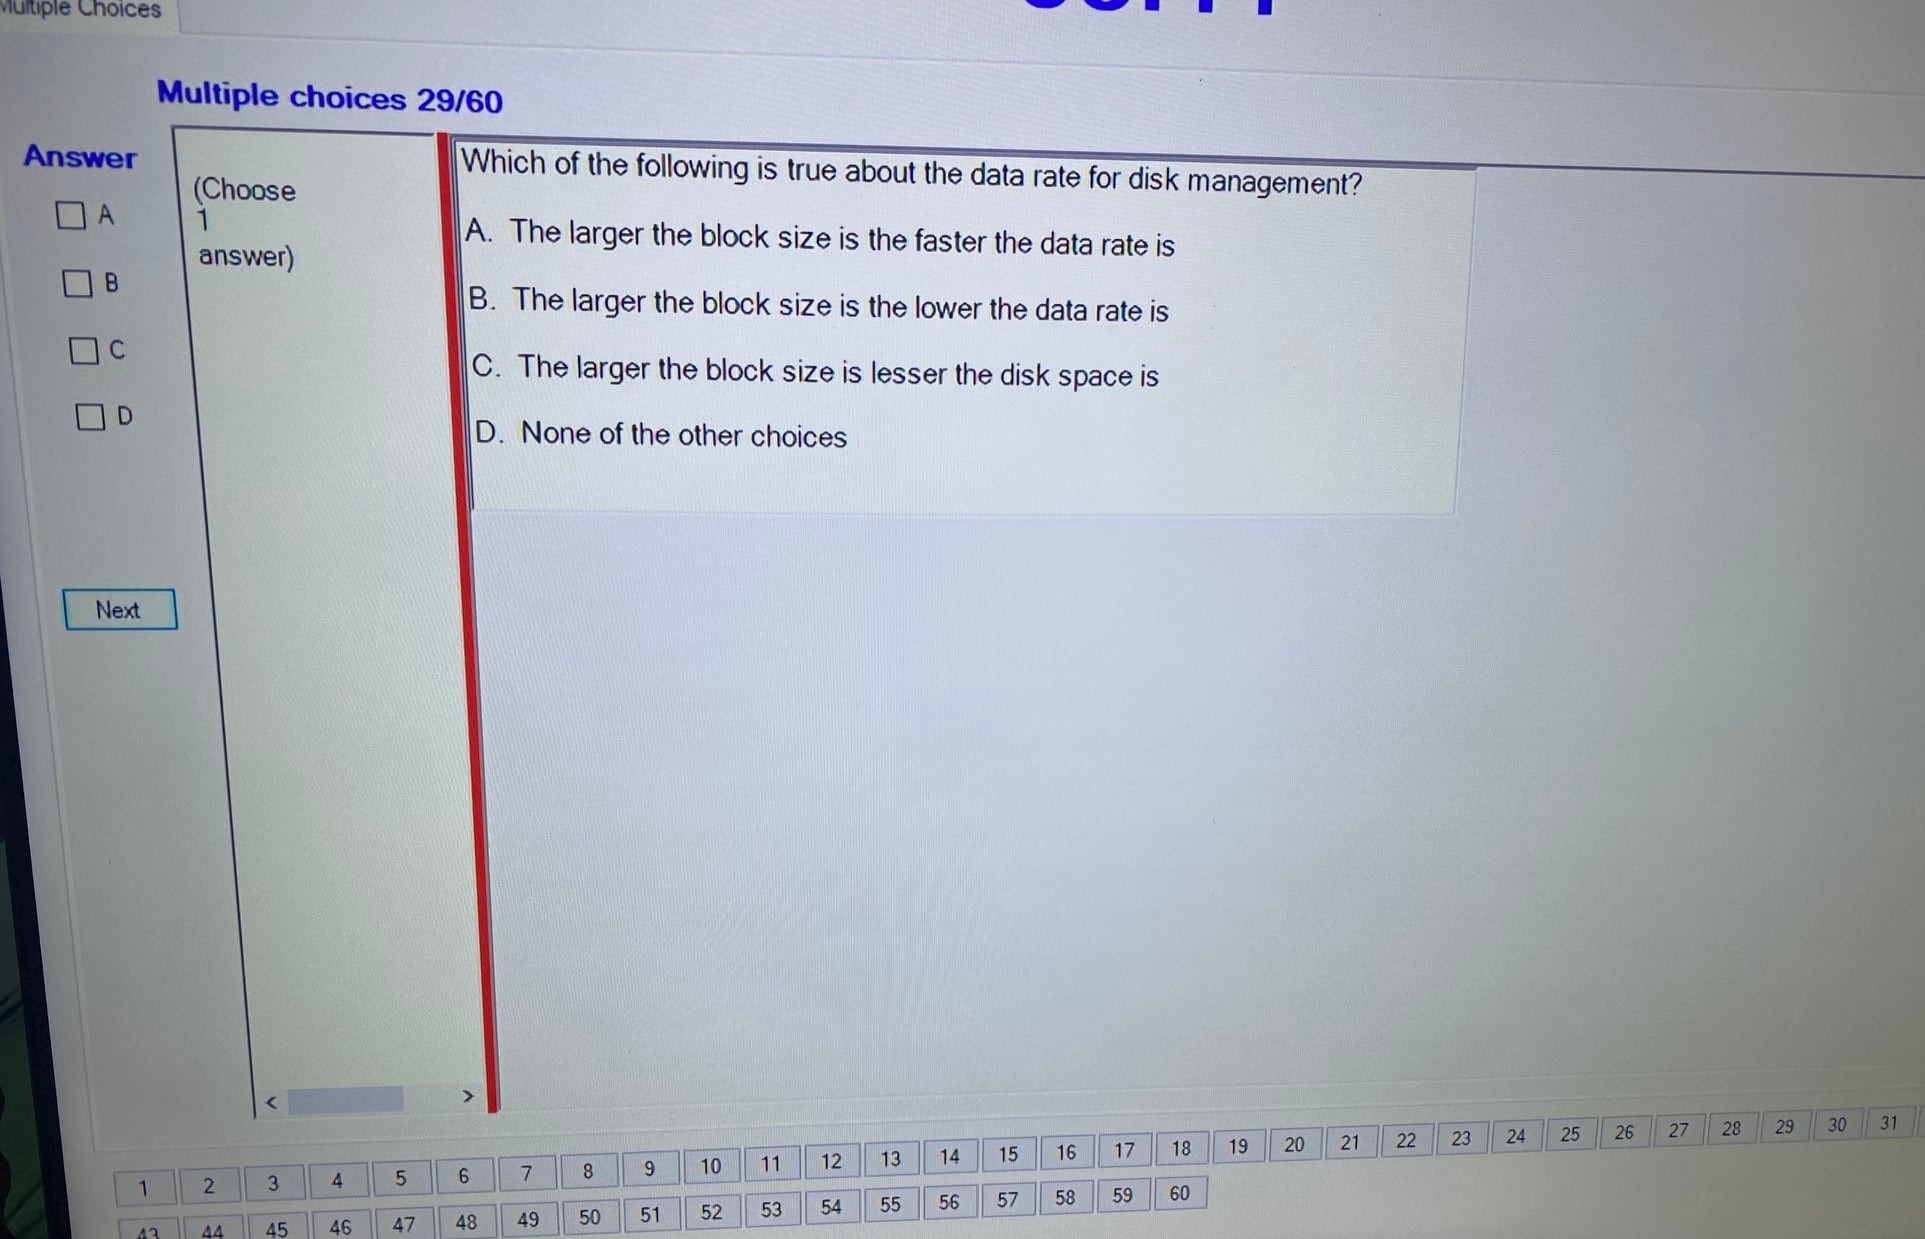 Multiple Choices
Multiple choices 29/60
Answer
A
B
C
D
(Choose
1
answer)
Which of the following is true about the data rate for disk management?
A. The larger the block size is the faster the data rate is
B. The larger the block size is the lower the data rate is
C. The larger the block size is lesser the disk space is
D. None of the other choices
Next
< >
1 2 3 4 5 6 7 8 9 10 11 12 13 14 15 16 17 18 19 20 21 22 23 24 25 26 27 28 29 30 31
43 44 45 46 47 48 49 50 51 52 53 54 55 56 57 58 59 60